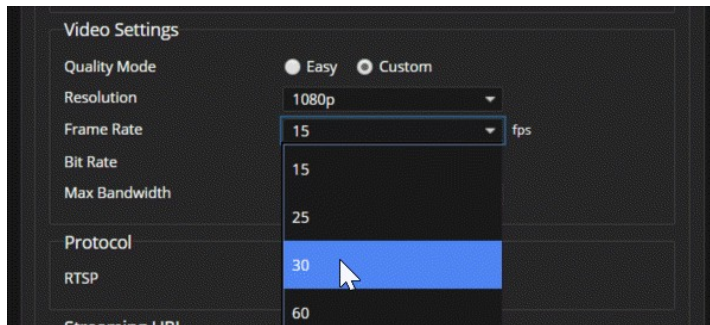 Video Settings
Quality Mode Easy Custom
Resolution 1080p
Frame Rate 15 fps
Bit Rate
15
Max Bandwidth
25
Protocol
30
RTSP
60